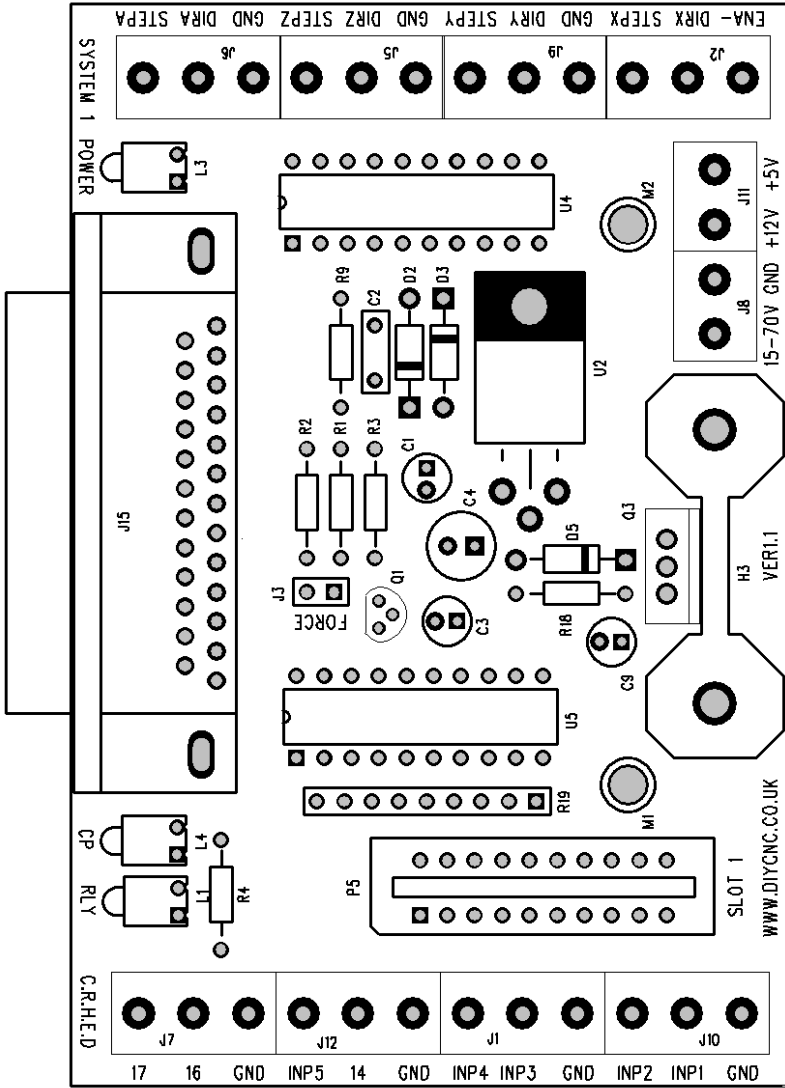 STEPA DIRA GND STEPZ DIRZ GND STEPY DIRY GND STEPX DIRX ENA-
J6 J5 J9 J2
SYSTEM 1
POWER
L3
U4
M2
J11
+5V
+12V
J8
GND
15-70V
R9
C2
D2
D3
U2
R2
R1
R3
C1
C4
J15
Q3
D5
H3
VER1.1
J3
FORCE
Q1
C3
R18
C9
U5
R19
M1
CP
L4
RLY
L1
R4
P5
SLOT 1
WWW.DIYCNC.CO.UK
C.R.H.E.D
J7 J12 J1 J10
17 16 GND INP5 14 GND INP4 INP3 GND INP2 INP1 GND